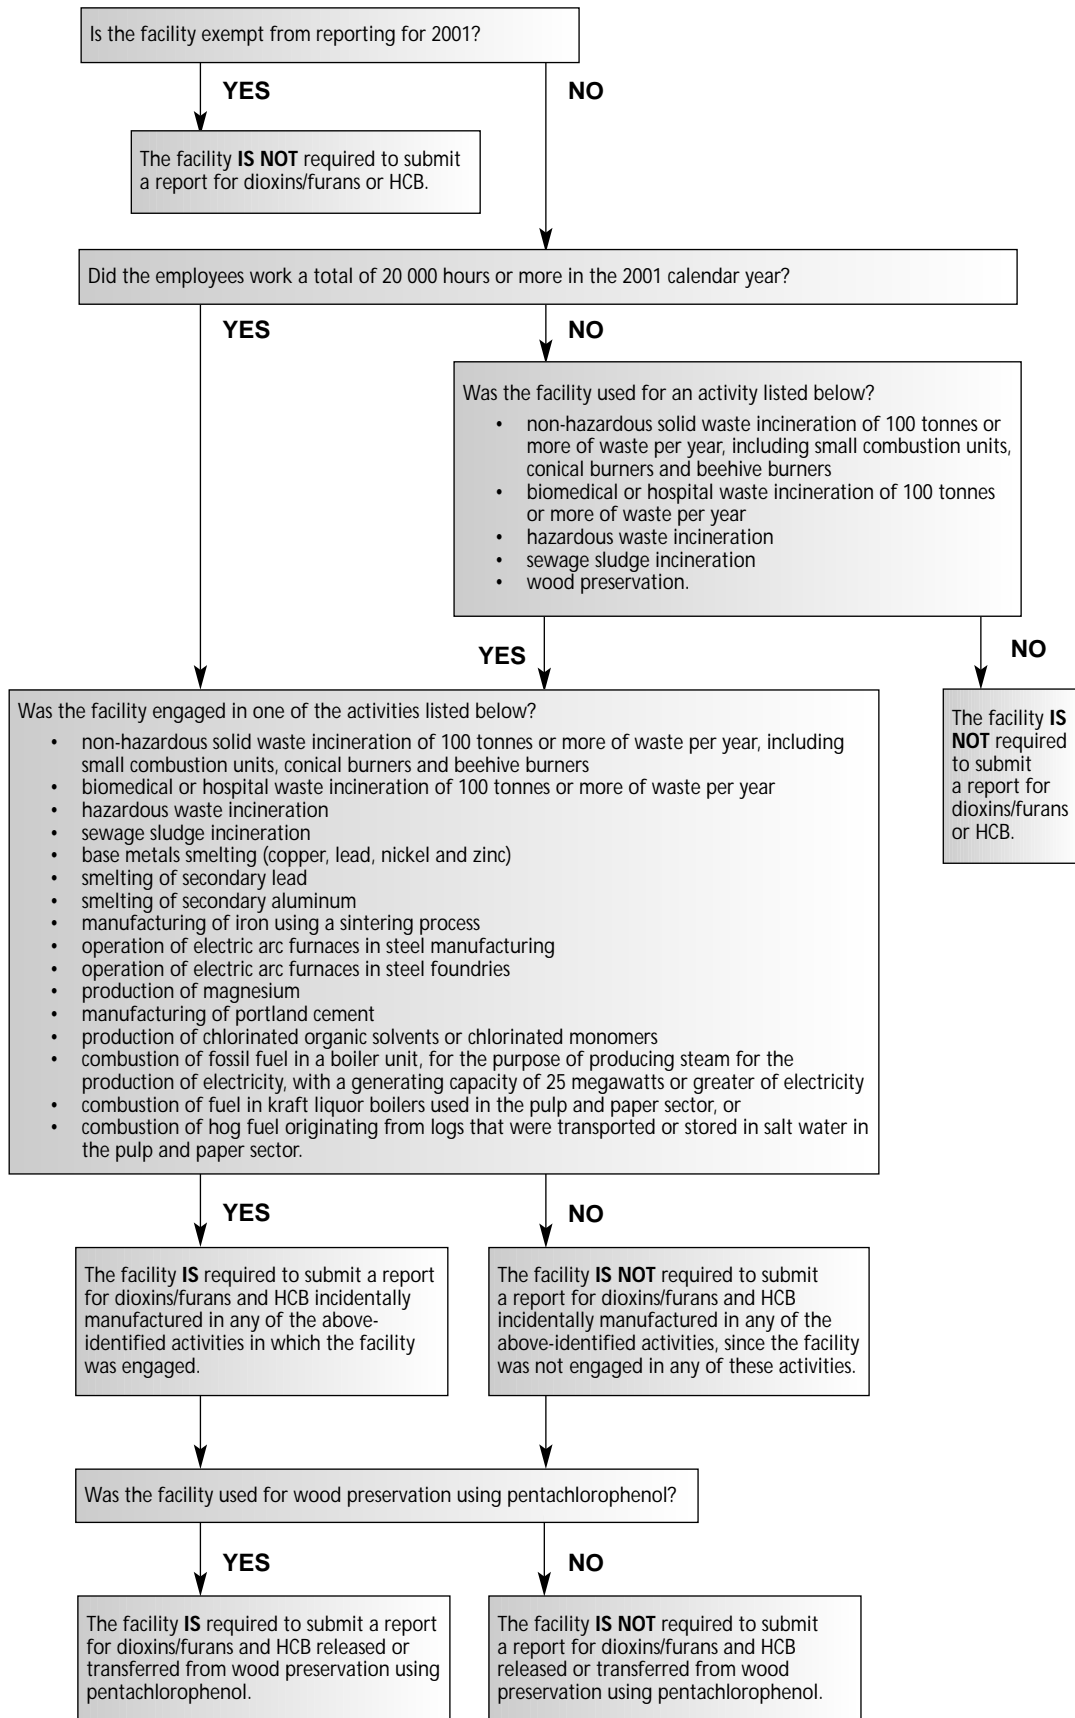 Is the facility exempt from reporting for 2001?
YES
NO
The facility IS NOT required to submit
a report for dioxins/furans or HCB.
Did the employees work a total of 20 000 hours or more in the 2001 calendar year?
YES
NO
Was the facility used for an activity listed below?
• non-hazardous solid waste incineration of 100 tonnes or
more of waste per year, including small combustion units,
conical burners and beehive burners
• biomedical or hospital waste incineration of 100 tonnes
or more of waste per year
• hazardous waste incineration
• sewage sludge incineration
• wood preservation.
YES
NO
The facility IS
NOT required
to submit
a report for
dioxins/furans
or HCB.
Was the facility engaged in one of the activities listed below?
• non-hazardous solid waste incineration of 100 tonnes or more of waste per year, including
small combustion units, conical burners and beehive burners
• biomedical or hospital waste incineration of 100 tonnes or more of waste per year
• hazardous waste incineration
• sewage sludge incineration
• base metals smelting (copper, lead, nickel and zinc)
• smelting of secondary lead
• smelting of secondary aluminum
• manufacturing of iron using a sintering process
• operation of electric arc furnaces in steel manufacturing
• operation of electric arc furnaces in steel foundries
• production of magnesium
• manufacturing of portland cement
• production of chlorinated organic solvents or chlorinated monomers
• combustion of fossil fuel in a boiler unit, for the purpose of producing steam for the
production of electricity, with a generating capacity of 25 megawatts or greater of electricity
• combustion of fuel in kraft liquor boilers used in the pulp and paper sector, or
• combustion of hog fuel originating from logs that were transported or stored in salt water in
the pulp and paper sector.
YES
NO
The facility IS required to submit a report
for dioxins/furans and HCB incidentally
manufactured in any of the above-
identified activities in which the facility
was engaged.
The facility IS NOT required to submit
a report for dioxins/furans and HCB
incidentally manufactured in any of the
above-identified activities, since the facility
was not engaged in any of these activities.
Was the facility used for wood preservation using pentachlorophenol?
YES
NO
The facility IS required to submit a report
for dioxins/furans and HCB released or
transferred from wood preservation using
pentachlorophenol.
The facility IS NOT required to submit
a report for dioxins/furans and HCB
released or transferred from wood
preservation using pentachlorophenol.